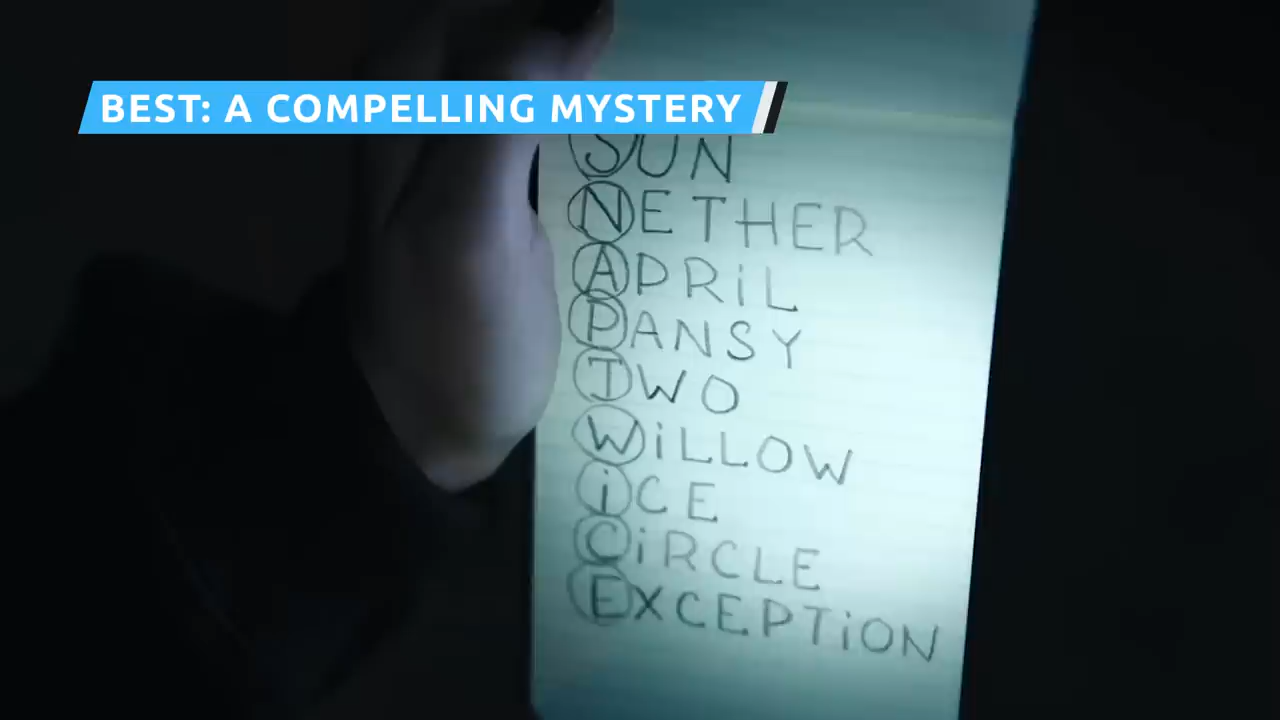 BEST: A COMPELLING MYSTERY
SUN
NETHER
APRiL
PANSY
TWO
WiLLOW
iCE
CiRCLE
EXCEPTiON